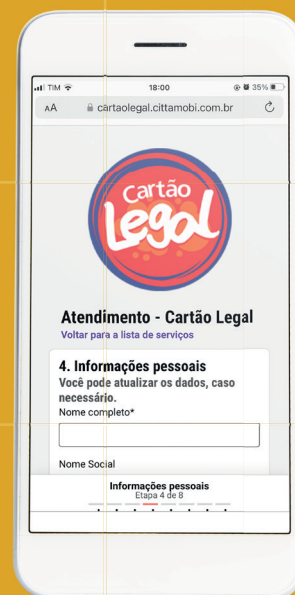 TIM 18:00 35%
AA cartaolegal.cittamobi.com.br
Cartão
Legal
Atendimento - Cartão Legal
Voltar para a lista de serviços
4. Informações pessoais
Você pode atualizar os dados, caso
necessário.
Nome completo*
Nome Social
Informações pessoais
Etapa 4 de 8